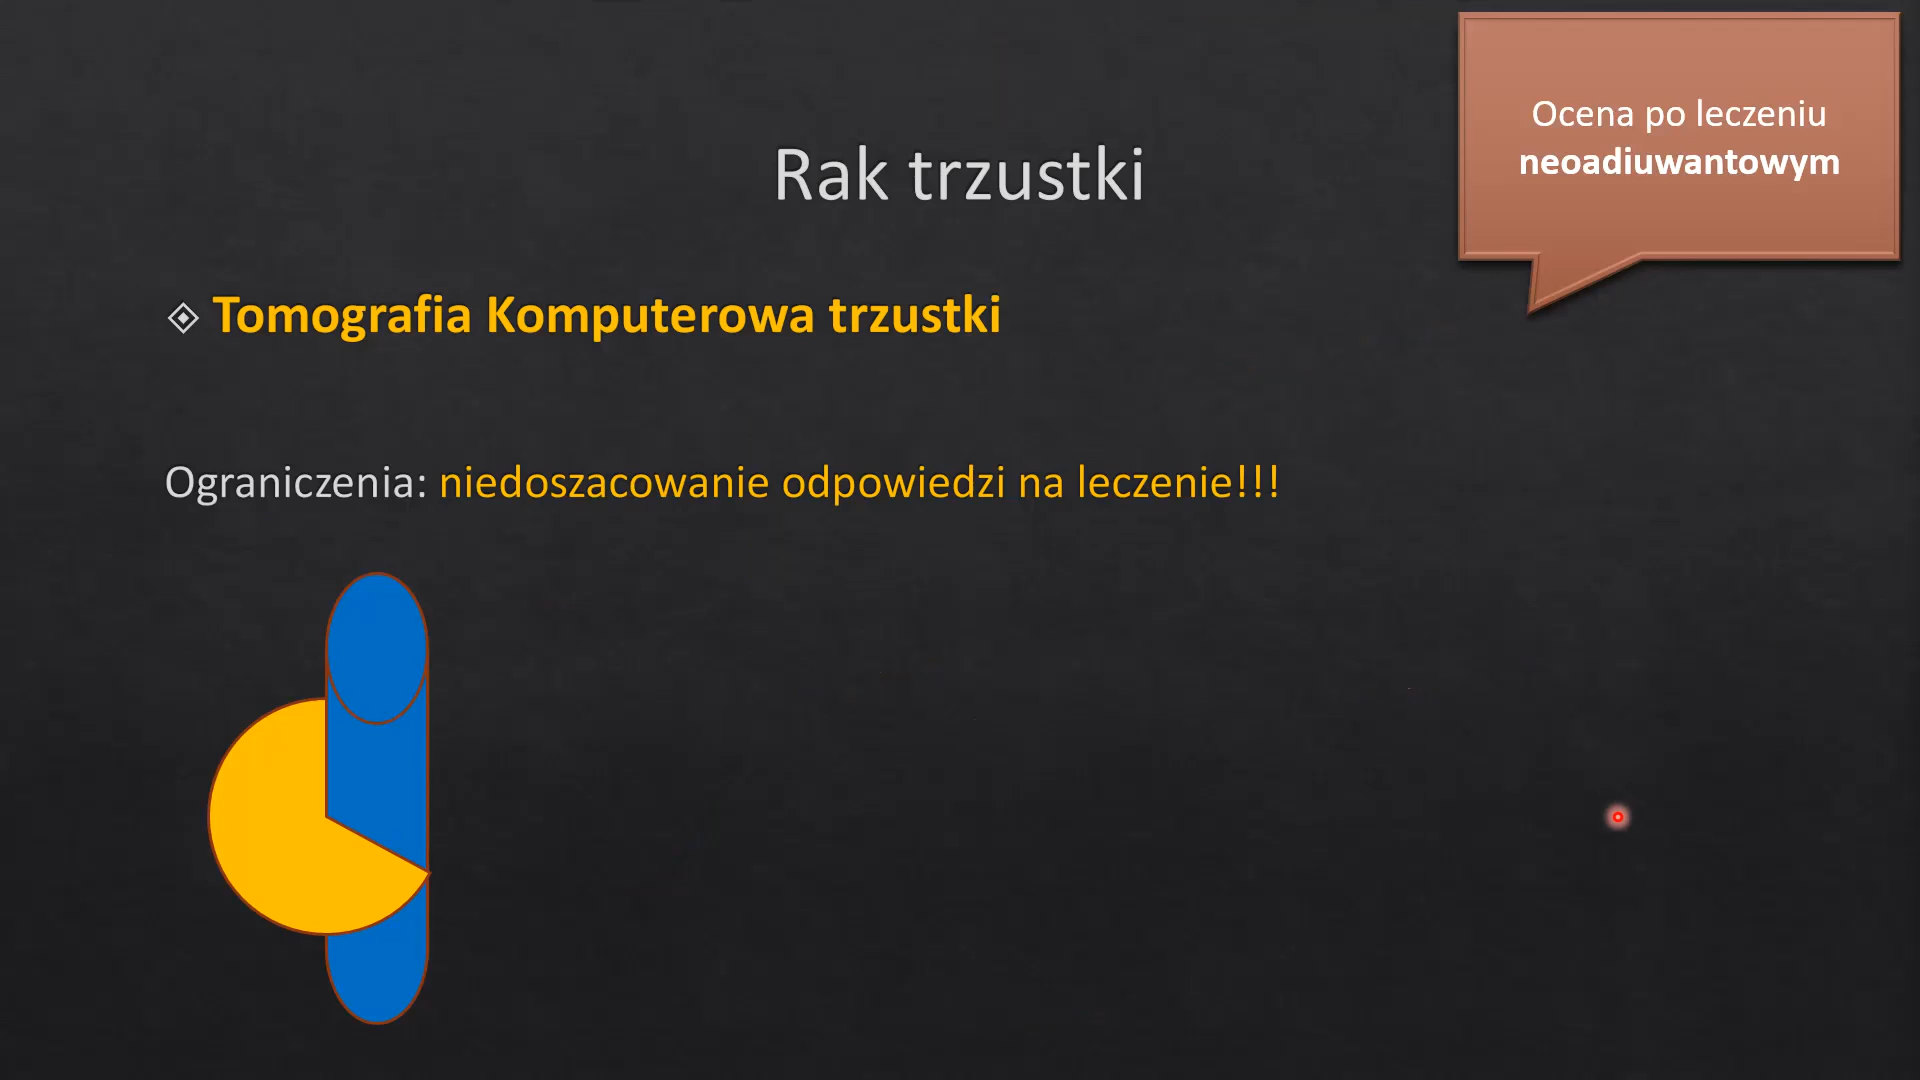 Ocena po leczeniu
neoadiuwantowym
Rak trzustki
Tomografia Komputerowa trzustki
Ograniczenia: niedoszacowanie odpowiedzi na leczenie!!!